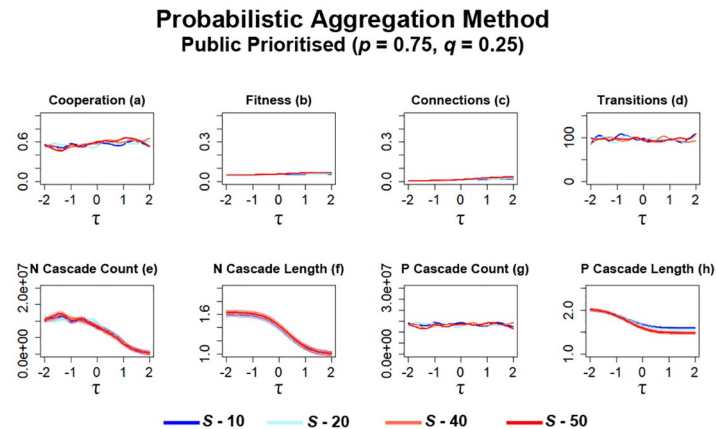 Probabilistic Aggregation Method
Public Prioritised (p = 0.75, q = 0.25)
Cooperation (a)
Fitness (b)
Connections (c)
Transitions (d)
0.0 0.6
0.0 0.3
0.0 0.3
0 100
-2 -1 0 1 2
-2 -1 0 1 2
-2 -1 0 1 2
-2 -1 0 1 2
τ
τ
τ
τ
N Cascade Count (e)
N Cascade Length (f)
P Cascade Count (g)
P Cascade Length (h)
0.0e+00 2.0e+07
1.0 1.6
0.0e+00 3.0e+07
1.0 2.0
-2 -1 0 1 2
-2 -1 0 1 2
-2 -1 0 1 2
-2 -1 0 1 2
τ
τ
τ
τ
S - 10 S - 20 S - 40 S - 50